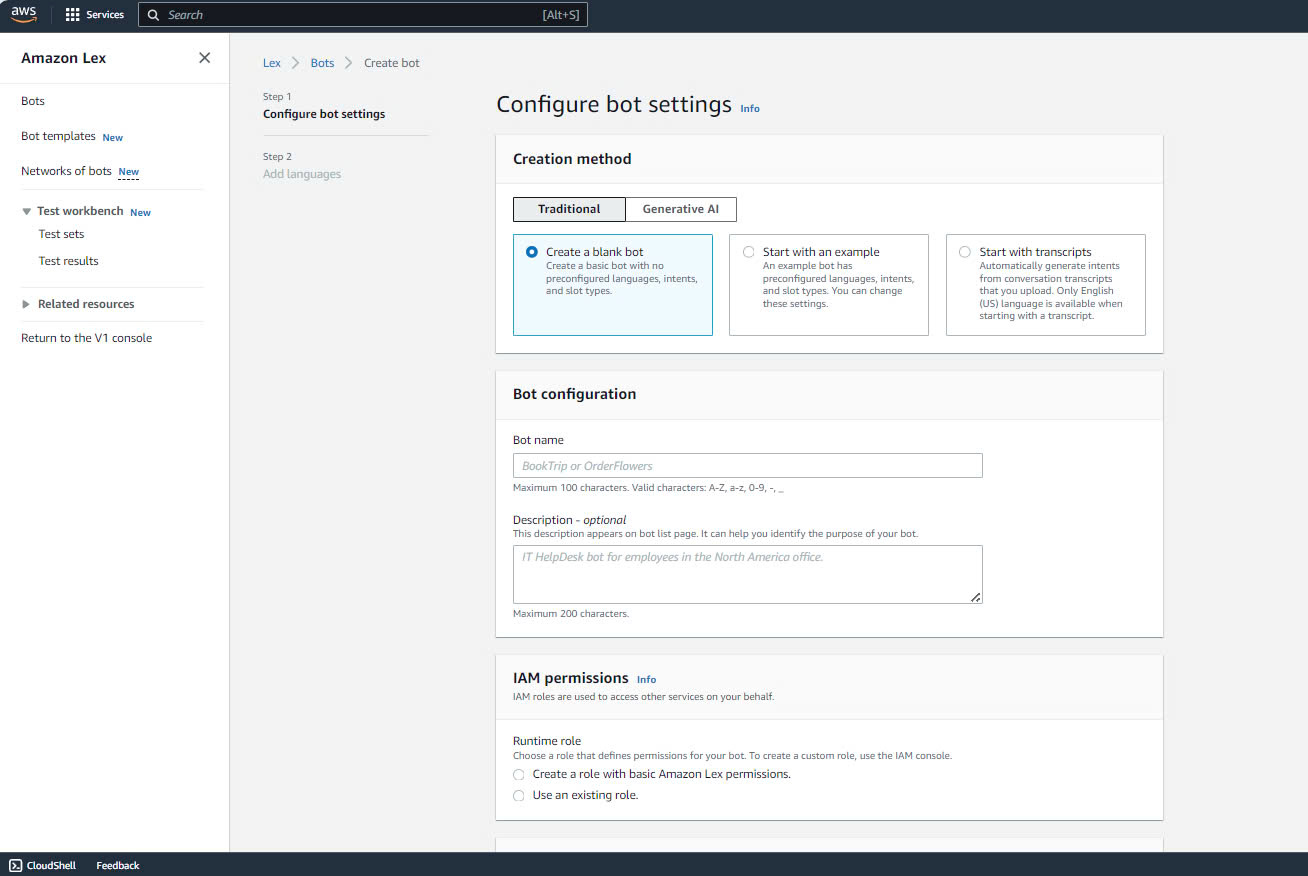 aws
Services
Search
[Alt+S]
Amazon Lex
Bots
Bot templates New
Networks of bots New
Test workbench New
Test sets
Test results
Related resources
Return to the V1 console
Lex
Bots
Create bot
Step 1
Configure bot settings
Step 2
Add languages
Configure bot settings Info
Creation method
Traditional
Generative AI
Create a blank bot
Create a basic bot with no
preconfigured languages, intents,
and slot types.
Start with an example
An example bot has
preconfigured languages, intents,
and slot types. You can change
these settings.
Start with transcripts
Automatically generate intents
from conversation transcripts
that you upload. Only English
(US) language is available when
starting with a transcript.
Bot configuration
Bot name
BookTrip or OrderFlowers
Maximum 100 characters. Valid characters: A-Z, a-z, 0-9, -, _
Description - optional
This description appears on bot list page. It can help you identify the purpose of your bot.
IT HelpDesk bot for employees in the North America office.
Maximum 200 characters.
IAM permissions Info
IAM roles are used to access other services on your behalf.
Runtime role
Choose a role that defines permissions for your bot. To create a custom role, use the IAM console.
Create a role with basic Amazon Lex permissions.
Use an existing role.
CloudShell
Feedback